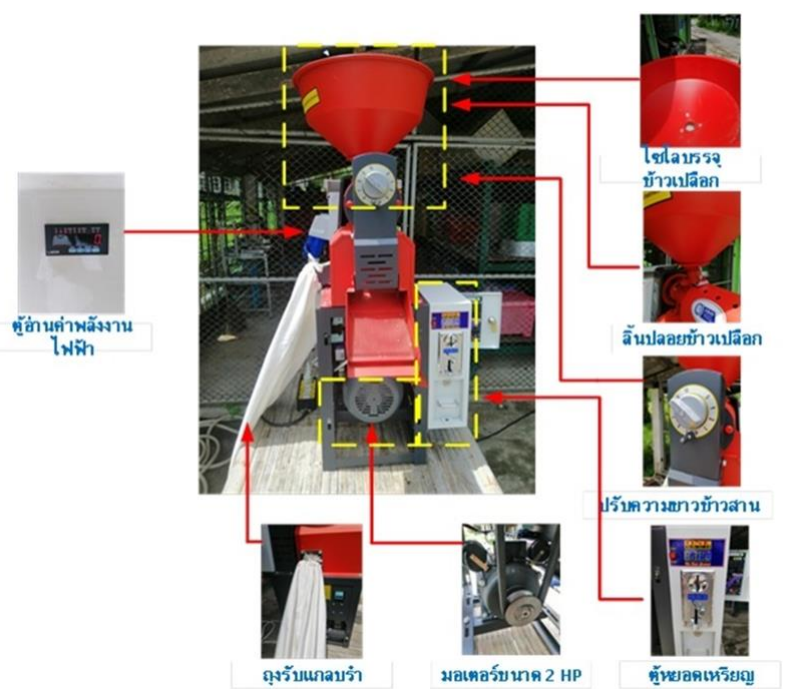 ไซโลบรรจุ
ข้าวเปลือก
ตู้อ่านค่าพลังงาน
ไฟฟ้า
ลิ้นปลอยข้าวเปลือก
ปรับความขาวข้าวสาน
ถุงรับแกลบรำ
มอเตอร์ขนาด 2 HP
ตู้หยอดเหรียญ